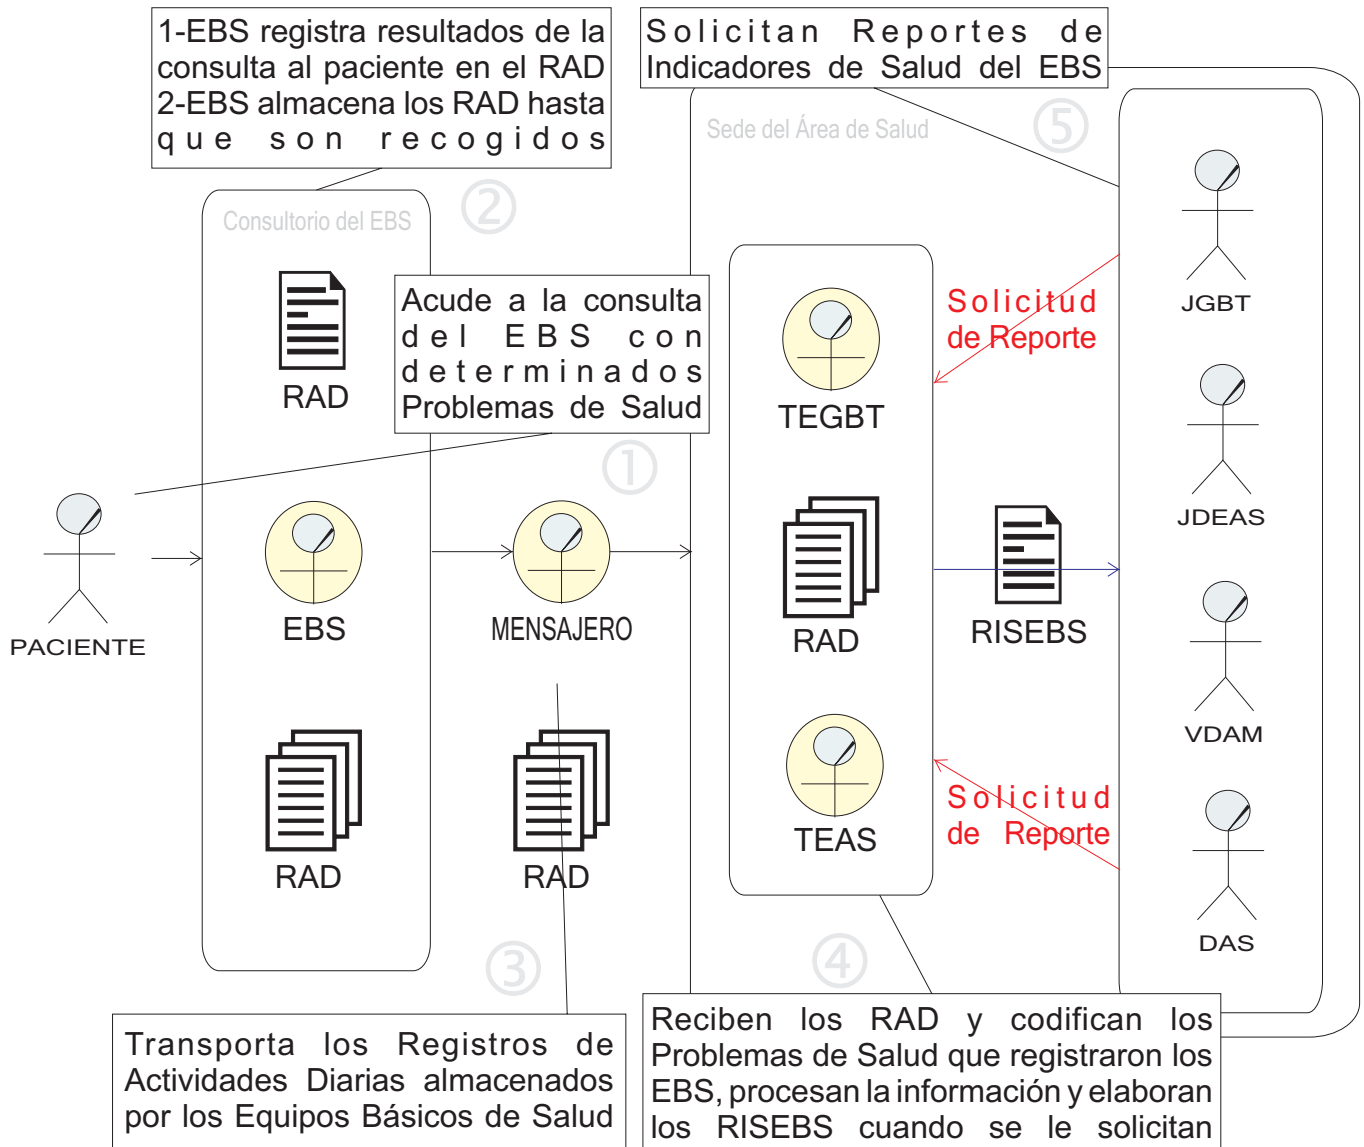 1-EBS registra resultados de la
consulta al paciente en el RAD
2-EBS almacena los RAD hasta
que son recogidos
Solicitan Reportes de
Indicadores de Salud del EBS
Sede del Área de Salud
⑤
②
Consultorio del EBS
RAD
Acude a la consulta
del EBS con
determinados
Problemas de Salud
①
PACIENTE
EBS
MENSAJERO
RAD
RAD
③
Transporta los Registros de
Actividades Diarias almacenados
por los Equipos Básicos de Salud
TEGBT
RAD
TEAS
④
Reciben los RAD y codifican los
Problemas de Salud que registraron los
EBS, procesan la información y elaboran
los RISEBS cuando se le solicitan
Solicitud
de Reporte
RISEBS
Solicitud
de Reporte
JGBT
JDEAS
VDAM
DAS